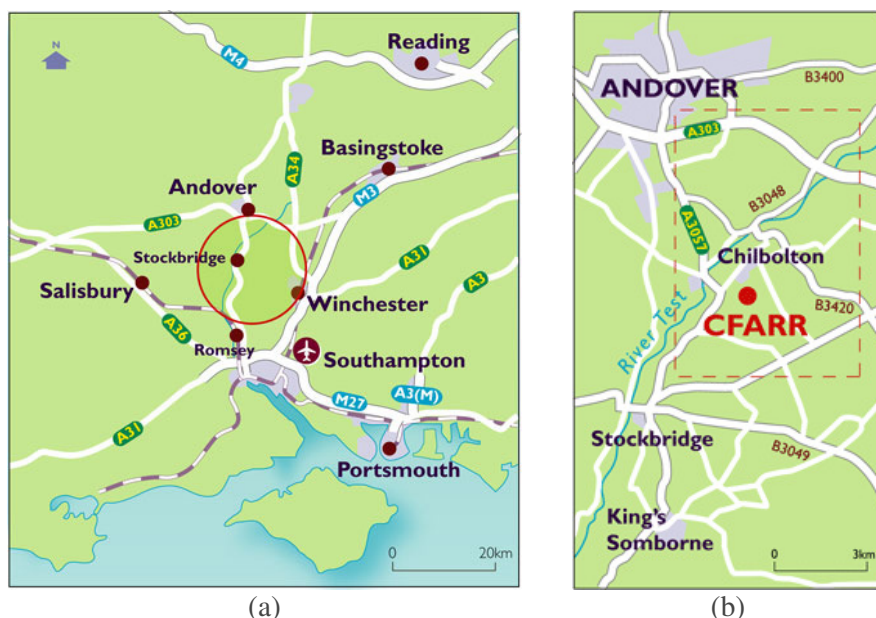 N
M4
Reading
A34
Basingstoke
Andover
M3
A303
Stockbridge
A31
A3
Salisbury
Winchester
A36
Romsey
Southampton
M27
A3(M)
A31
Portsmouth
0
20km
(a)
ANDOVER
B3400
A303
B3048
A3057
Chilbolton
B3420
CFARR
River Test
Stockbridge
B3049
King's
Somborne
0
3km
(b)